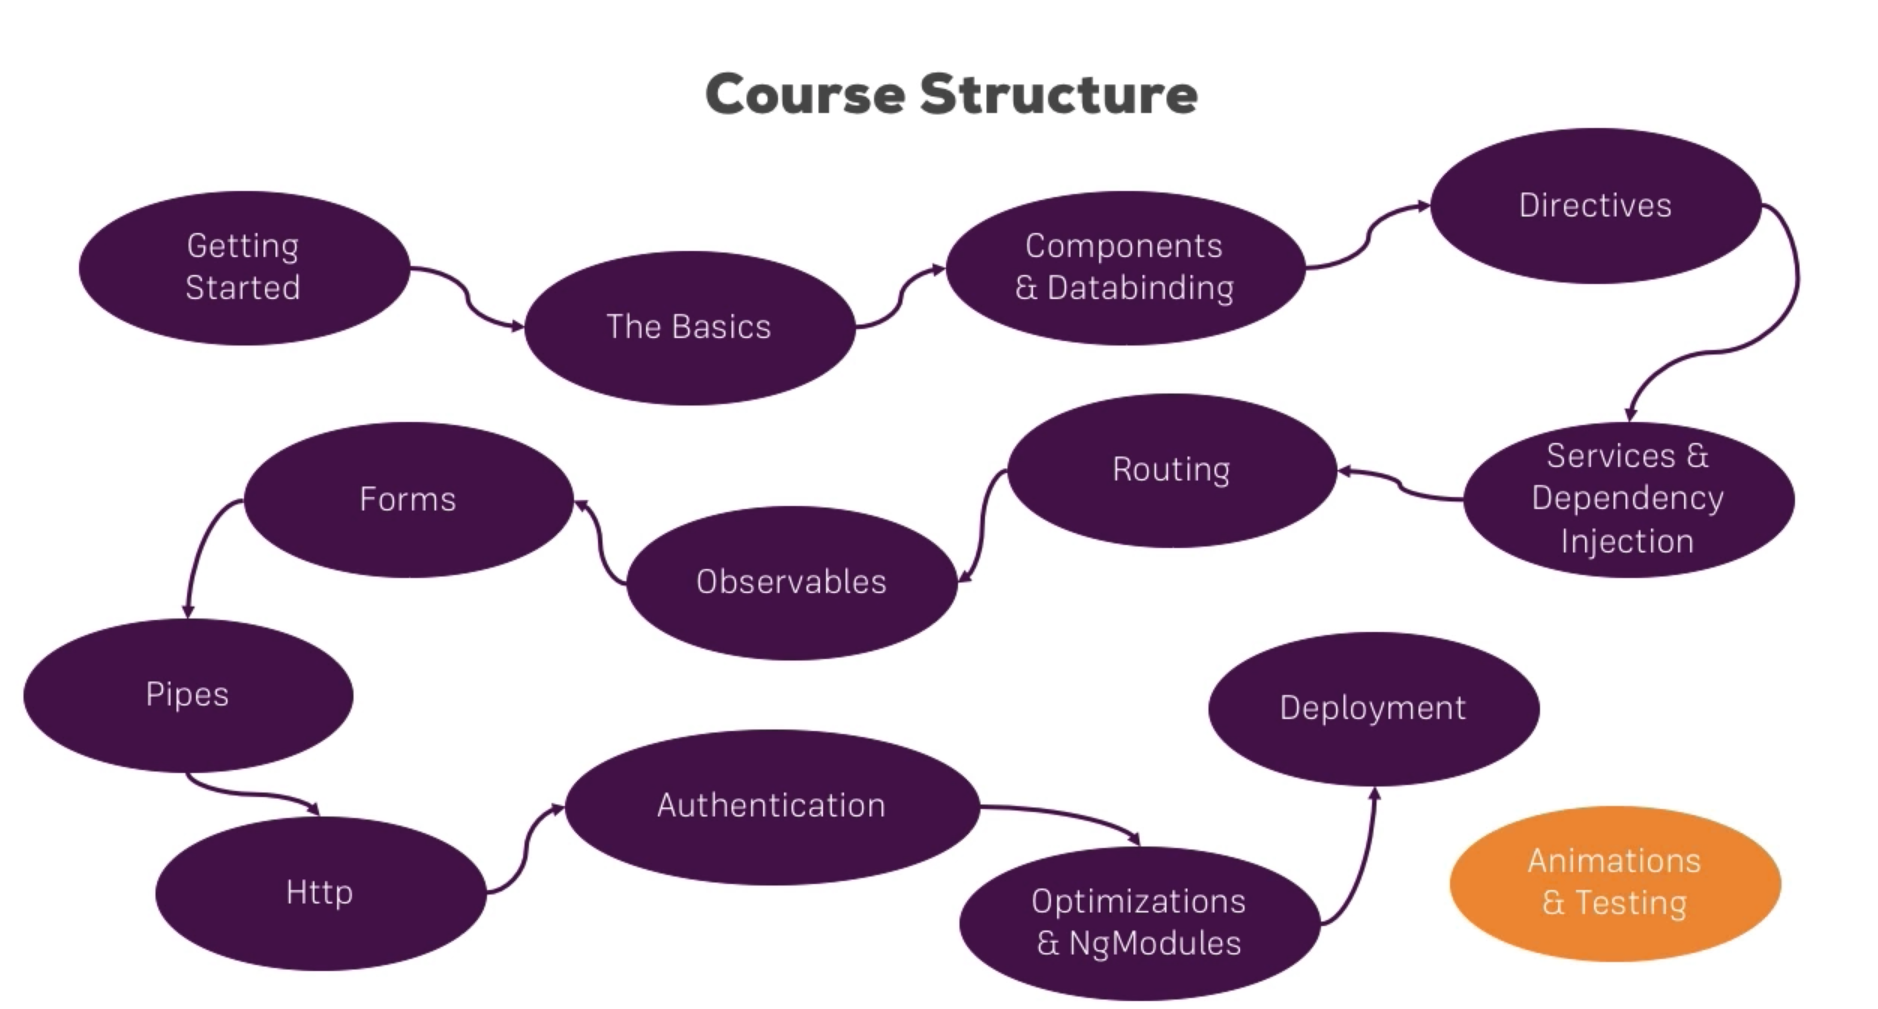 Course Structure
Getting
Started
The Basics
Components
& Databinding
Directives
Services &
Dependency
Injection
Routing
Observables
Forms
Pipes
Http
Authentication
Optimizations
& NgModules
Deployment
Animations
& Testing